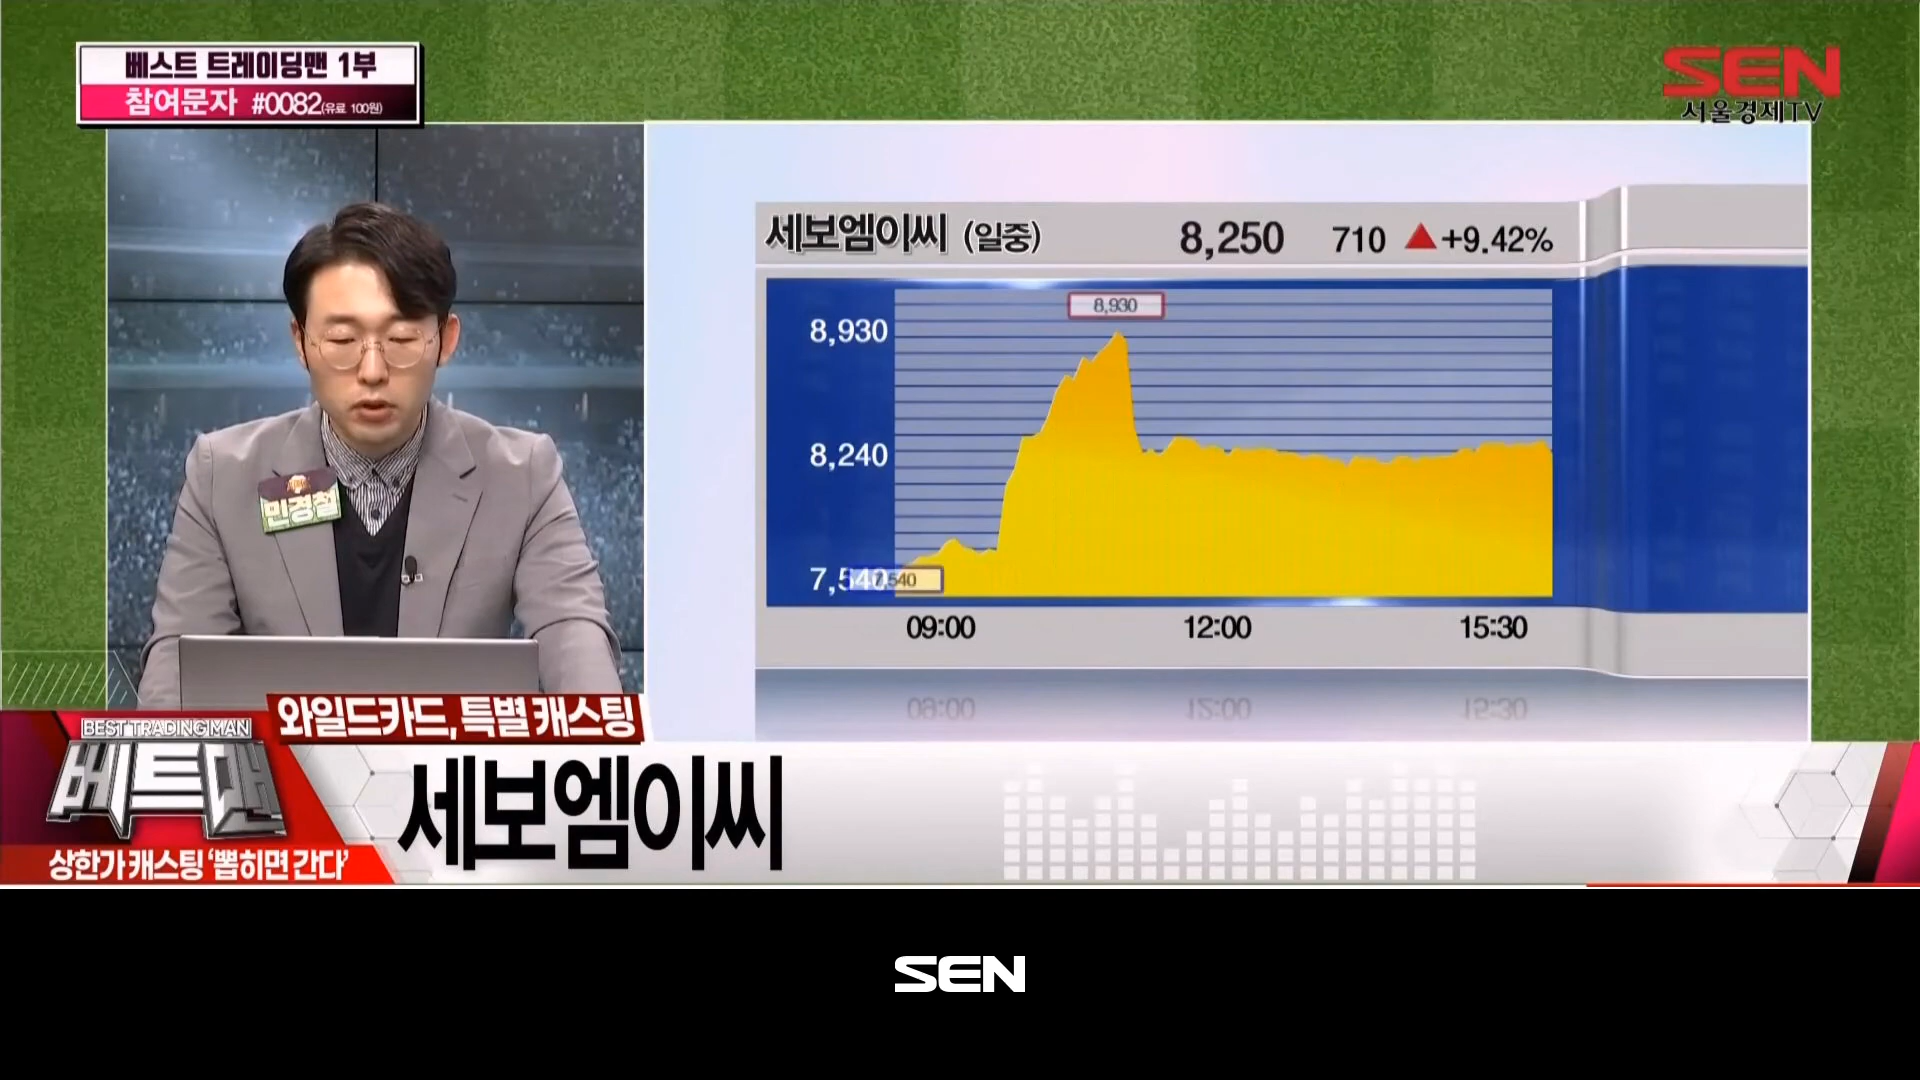 베스트 트레이딩맨 1부
참여문자 #0082(유료 100원)
SEN
서울경제TV
세보엠이씨 (일중) 8,250 710 ▲+9.42%
8,930
8,930
8,240
7,540
7,540
09:00 12:00 15:30
민경철
와일드카드, 특별 캐스팅
BEST TRADING MAN
베트맨
세보엠이씨
상한가 캐스팅 '뽑히면 간다'
SEN